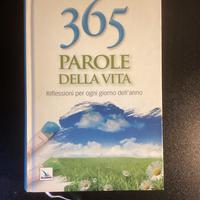 365
PAROLE
DELLA VITA
Riflessioni per ogni giorno dell'anno